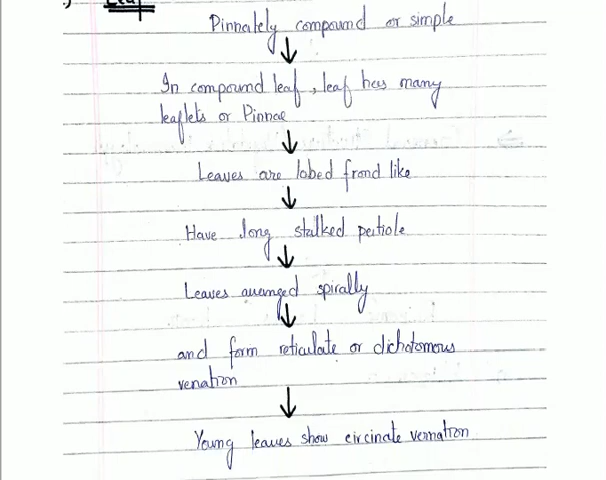 Leaf
Pinnately compound or simple
↓
In compound leaf, leaf has many
leaflets or Pinnae
↓
Leaves are lobed frond like
↓
Have long stalked petiole
↓
Leaves arranged spirally
↓
and form reticulate or dichotomous
venation
↓
Young leaves show circinate vernation